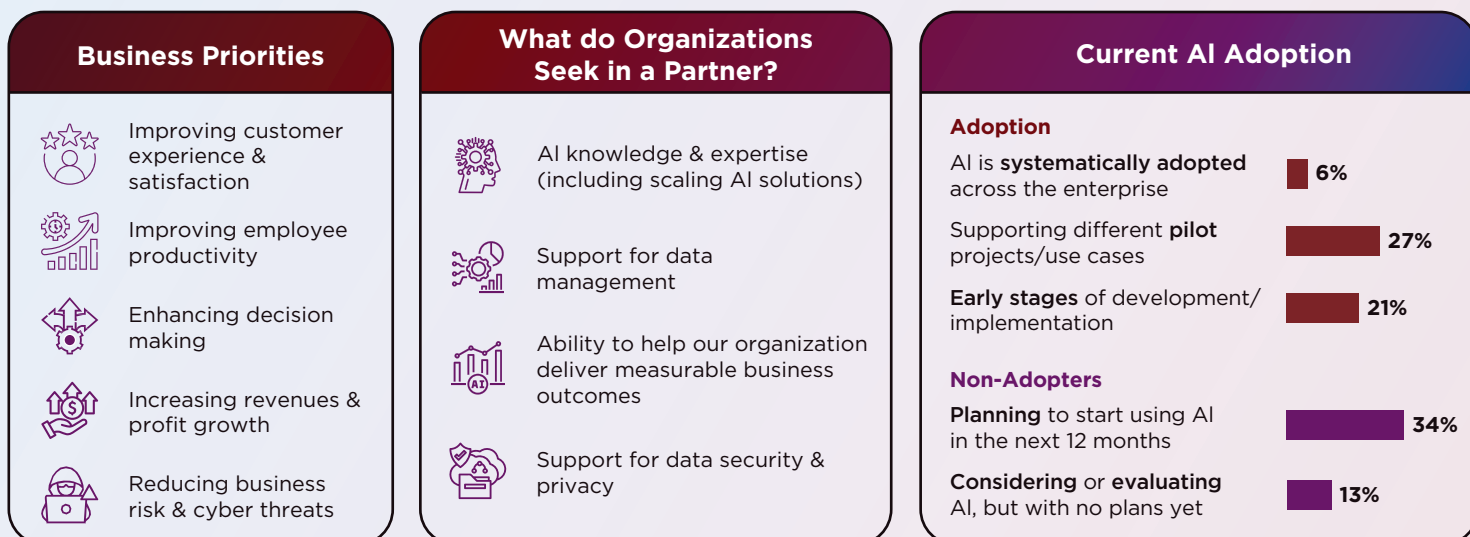 Business Priorities
Improving customer
experience &
satisfaction
Improving employee
productivity
Enhancing decision
making
Increasing revenues &
profit growth
Reducing business
risk & cyber threats
What do Organizations
Seek in a Partner?
AI knowledge & expertise
(including scaling AI solutions)
Support for data
management
Ability to help our organization
deliver measurable business
outcomes
AI
Support for data security &
privacy
Current AI Adoption
Adoption
AI is systematically adopted
across the enterprise
6%
Supporting different pilot
projects/use cases
27%
Early stages of development/
implementation
21%
Non-Adopters
Planning to start using AI
in the next 12 months
34%
Considering or evaluating
AI, but with no plans yet
13%